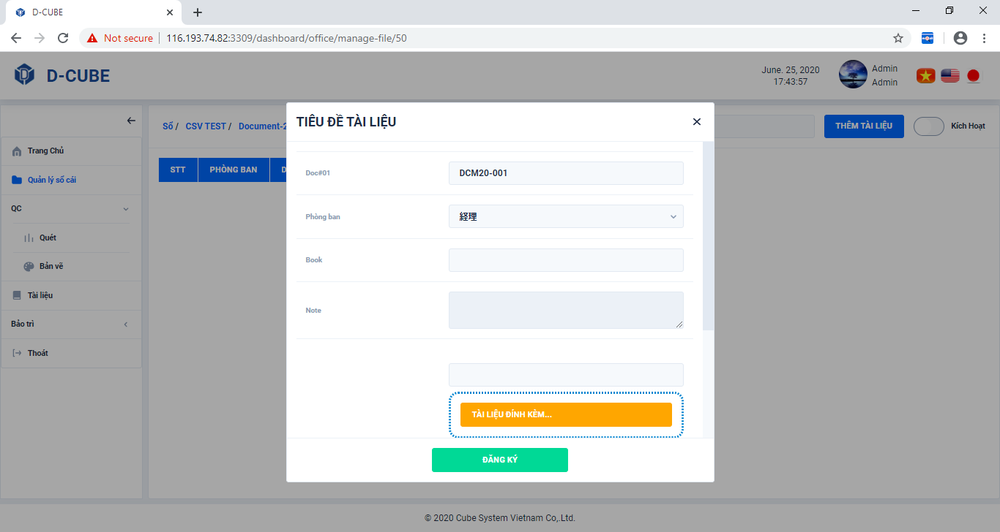 D-CUBE
Not secure
116.193.74.82:3309/dashboard/office/manage-file/50
D-CUBE
June. 25, 2020
17:43:57
Admin
Admin
Trang Chủ
Quản lý sổ cái
QC
Quét
Bản vẽ
Tài liệu
Bảo trì
Thoát
Sổ / CSV TEST / Document-2
THÊM TÀI LIỆU
Kích Hoạt
STT
PHÒNG BAN
D
TIÊU ĐỀ TÀI LIỆU
Doc#01
DCM20-001
Phòng ban
経理
Book
Note
TÀI LIỆU ĐÍNH KÈM...
ĐĂNG KÝ
© 2020 Cube System Vietnam Co,.Ltd.